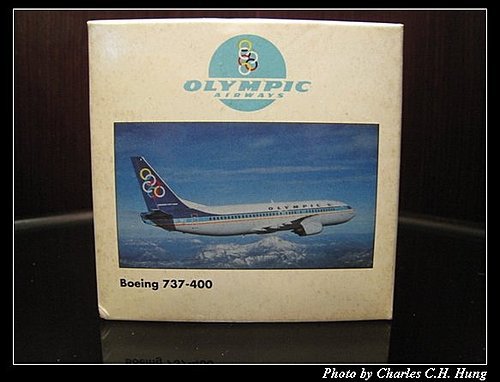 OLYMPIC
AIRWAYS
OLYMPIC
Boeing 737-400
Photo by Charles C.H. Hung